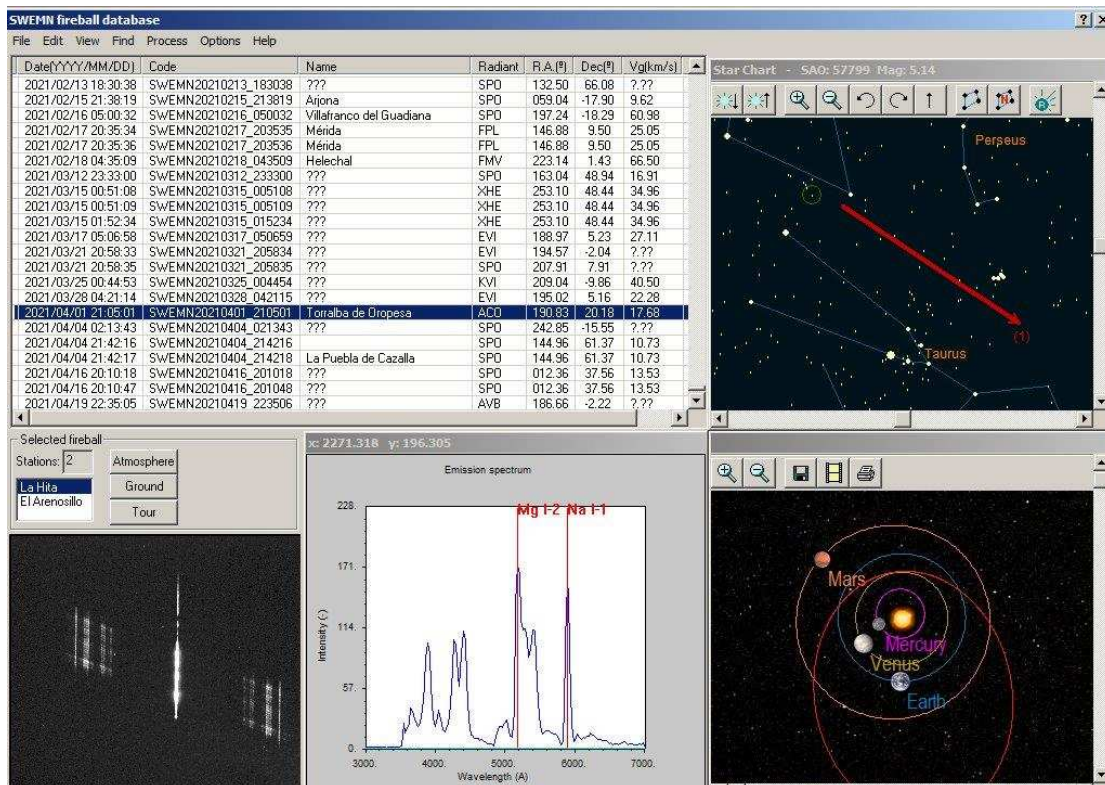 SWEMN fireball database
File Edit View Find Process Options Help
Date(YYYY/MM/DD) Code Name Radiant R.A.(º) Dec(º) Vg(km/s)
2021/02/13 18:30:38 SWEMN20210213_183038 ??? SPO 132.50 66.08 ?.??
2021/02/15 21:38:19 SWEMN20210215_213819 Arjona SPO 059.04 -17.90 9.62
2021/02/16 05:00:32 SWEMN20210216_050032 Villafranco del Guadiana SPO 197.24 -18.29 60.98
2021/02/17 20:35:34 SWEMN20210217_203535 Mérida FPL 146.88 9.50 25.05
2021/02/17 20:35:36 SWEMN20210217_203536 Mérida FPL 146.88 9.50 25.05
2021/02/18 04:35:09 SWEMN20210218_043509 Helechal FMV 223.14 1.43 66.50
2021/03/12 23:33:00 SWEMN20210312_233300 ??? SPO 163.04 48.94 16.91
2021/03/15 00:51:08 SWEMN20210315_005108 ??? XHE 253.10 48.44 34.96
2021/03/15 00:51:09 SWEMN20210315_005109 ??? XHE 253.10 48.44 34.96
2021/03/15 01:52:34 SWEMN20210315_015234 ??? XHE 253.10 48.44 34.96
2021/03/17 05:06:58 SWEMN20210317_050659 ??? EVI 188.97 5.23 27.11
2021/03/21 20:58:33 SWEMN20210321_205834 ??? EVI 194.57 -2.04 ?.??
2021/03/21 20:58:35 SWEMN20210321_205835 ??? SPO 207.91 7.91 ?.??
2021/03/25 00:44:53 SWEMN20210325_004454 ??? KVI 209.04 -9.86 40.50
2021/03/28 04:21:14 SWEMN20210328_042115 ??? EVI 195.02 5.16 22.28
2021/04/01 21:05:01 SWEMN20210401_210501 Torralba de Oropesa ACO 190.83 20.18 17.68
2021/04/04 02:13:43 SWEMN20210404_021343 ??? SPO 242.85 -15.55 ?.??
2021/04/04 21:42:16 SWEMN20210404_214216 SPO 144.96 61.37 10.73
2021/04/04 21:42:17 SWEMN20210404_214218 La Puebla de Cazalla SPO 144.96 61.37 10.73
2021/04/16 20:10:18 SWEMN20210416_201018 ??? SPO 012.36 37.56 13.53
2021/04/16 20:10:47 SWEMN20210416_201048 ??? SPO 012.36 37.56 13.53
2021/04/19 22:35:05 SWEMN20210419_223506 ??? AVB 186.66 -2.22 ?.??
Star Chart - SAO: 57799 Mag: 5.14
N
R
Perseus
(1)
Taurus
Selected fireball
Stations: 2
La Hita
El Arenosillo
Atmosphere
Ground
Tour
x: 2271.318 y: 196.305
Emission spectrum
Mg I-2 Na I-1
228.
171.
114.
57.
0.
Intensity (-)
3000. 4000. 5000. 6000. 7000.
Wavelength (A)
Mars
Mercury
Venus
Earth